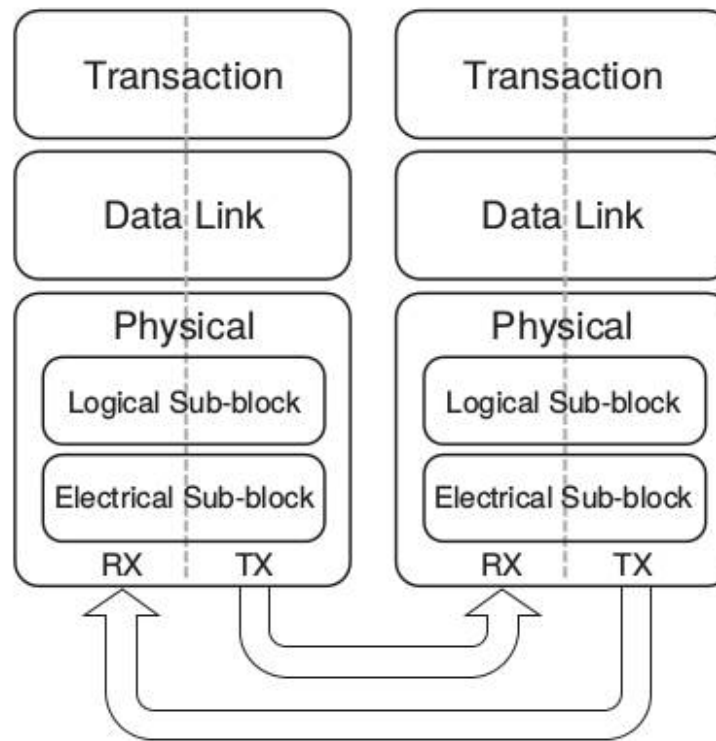 Transaction
Data Link
Physical
Logical Sub-block
Electrical Sub-block
RX TX
Transaction
Data Link
Physical
Logical Sub-block
Electrical Sub-block
RX TX